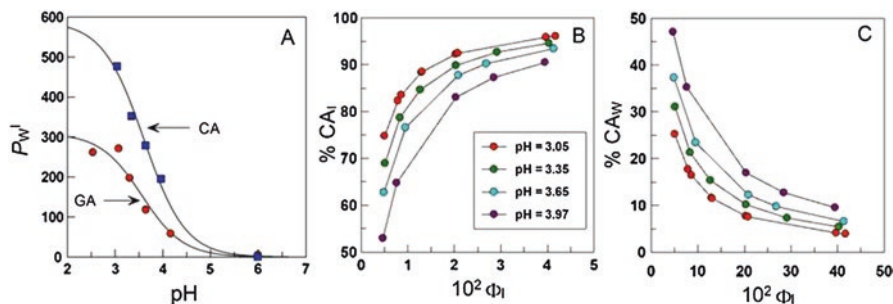 A
600
500
400
300
200
100
0
P_W^I
CA
GA
2 3 4 5 6 7
pH
B
100
90
80
70
60
50
% CA_I
pH = 3.05
pH = 3.35
pH = 3.65
pH = 3.97
0 1 2 3 4 5
10² Φ_I
C
50
40
30
20
10
0
% CA_W
0 10 20 30 40 50
10² Φ_I